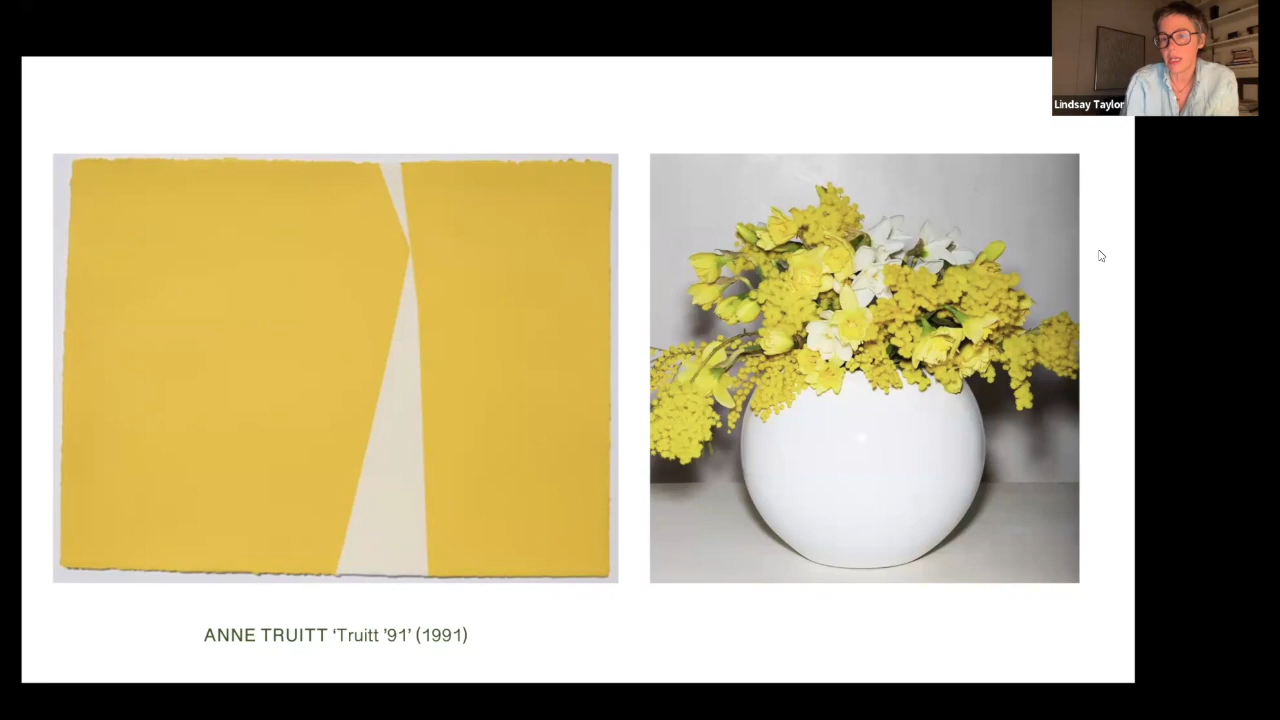 Lindsay Taylor
ANNE TRUITT ‘Truitt ’91’ (1991)